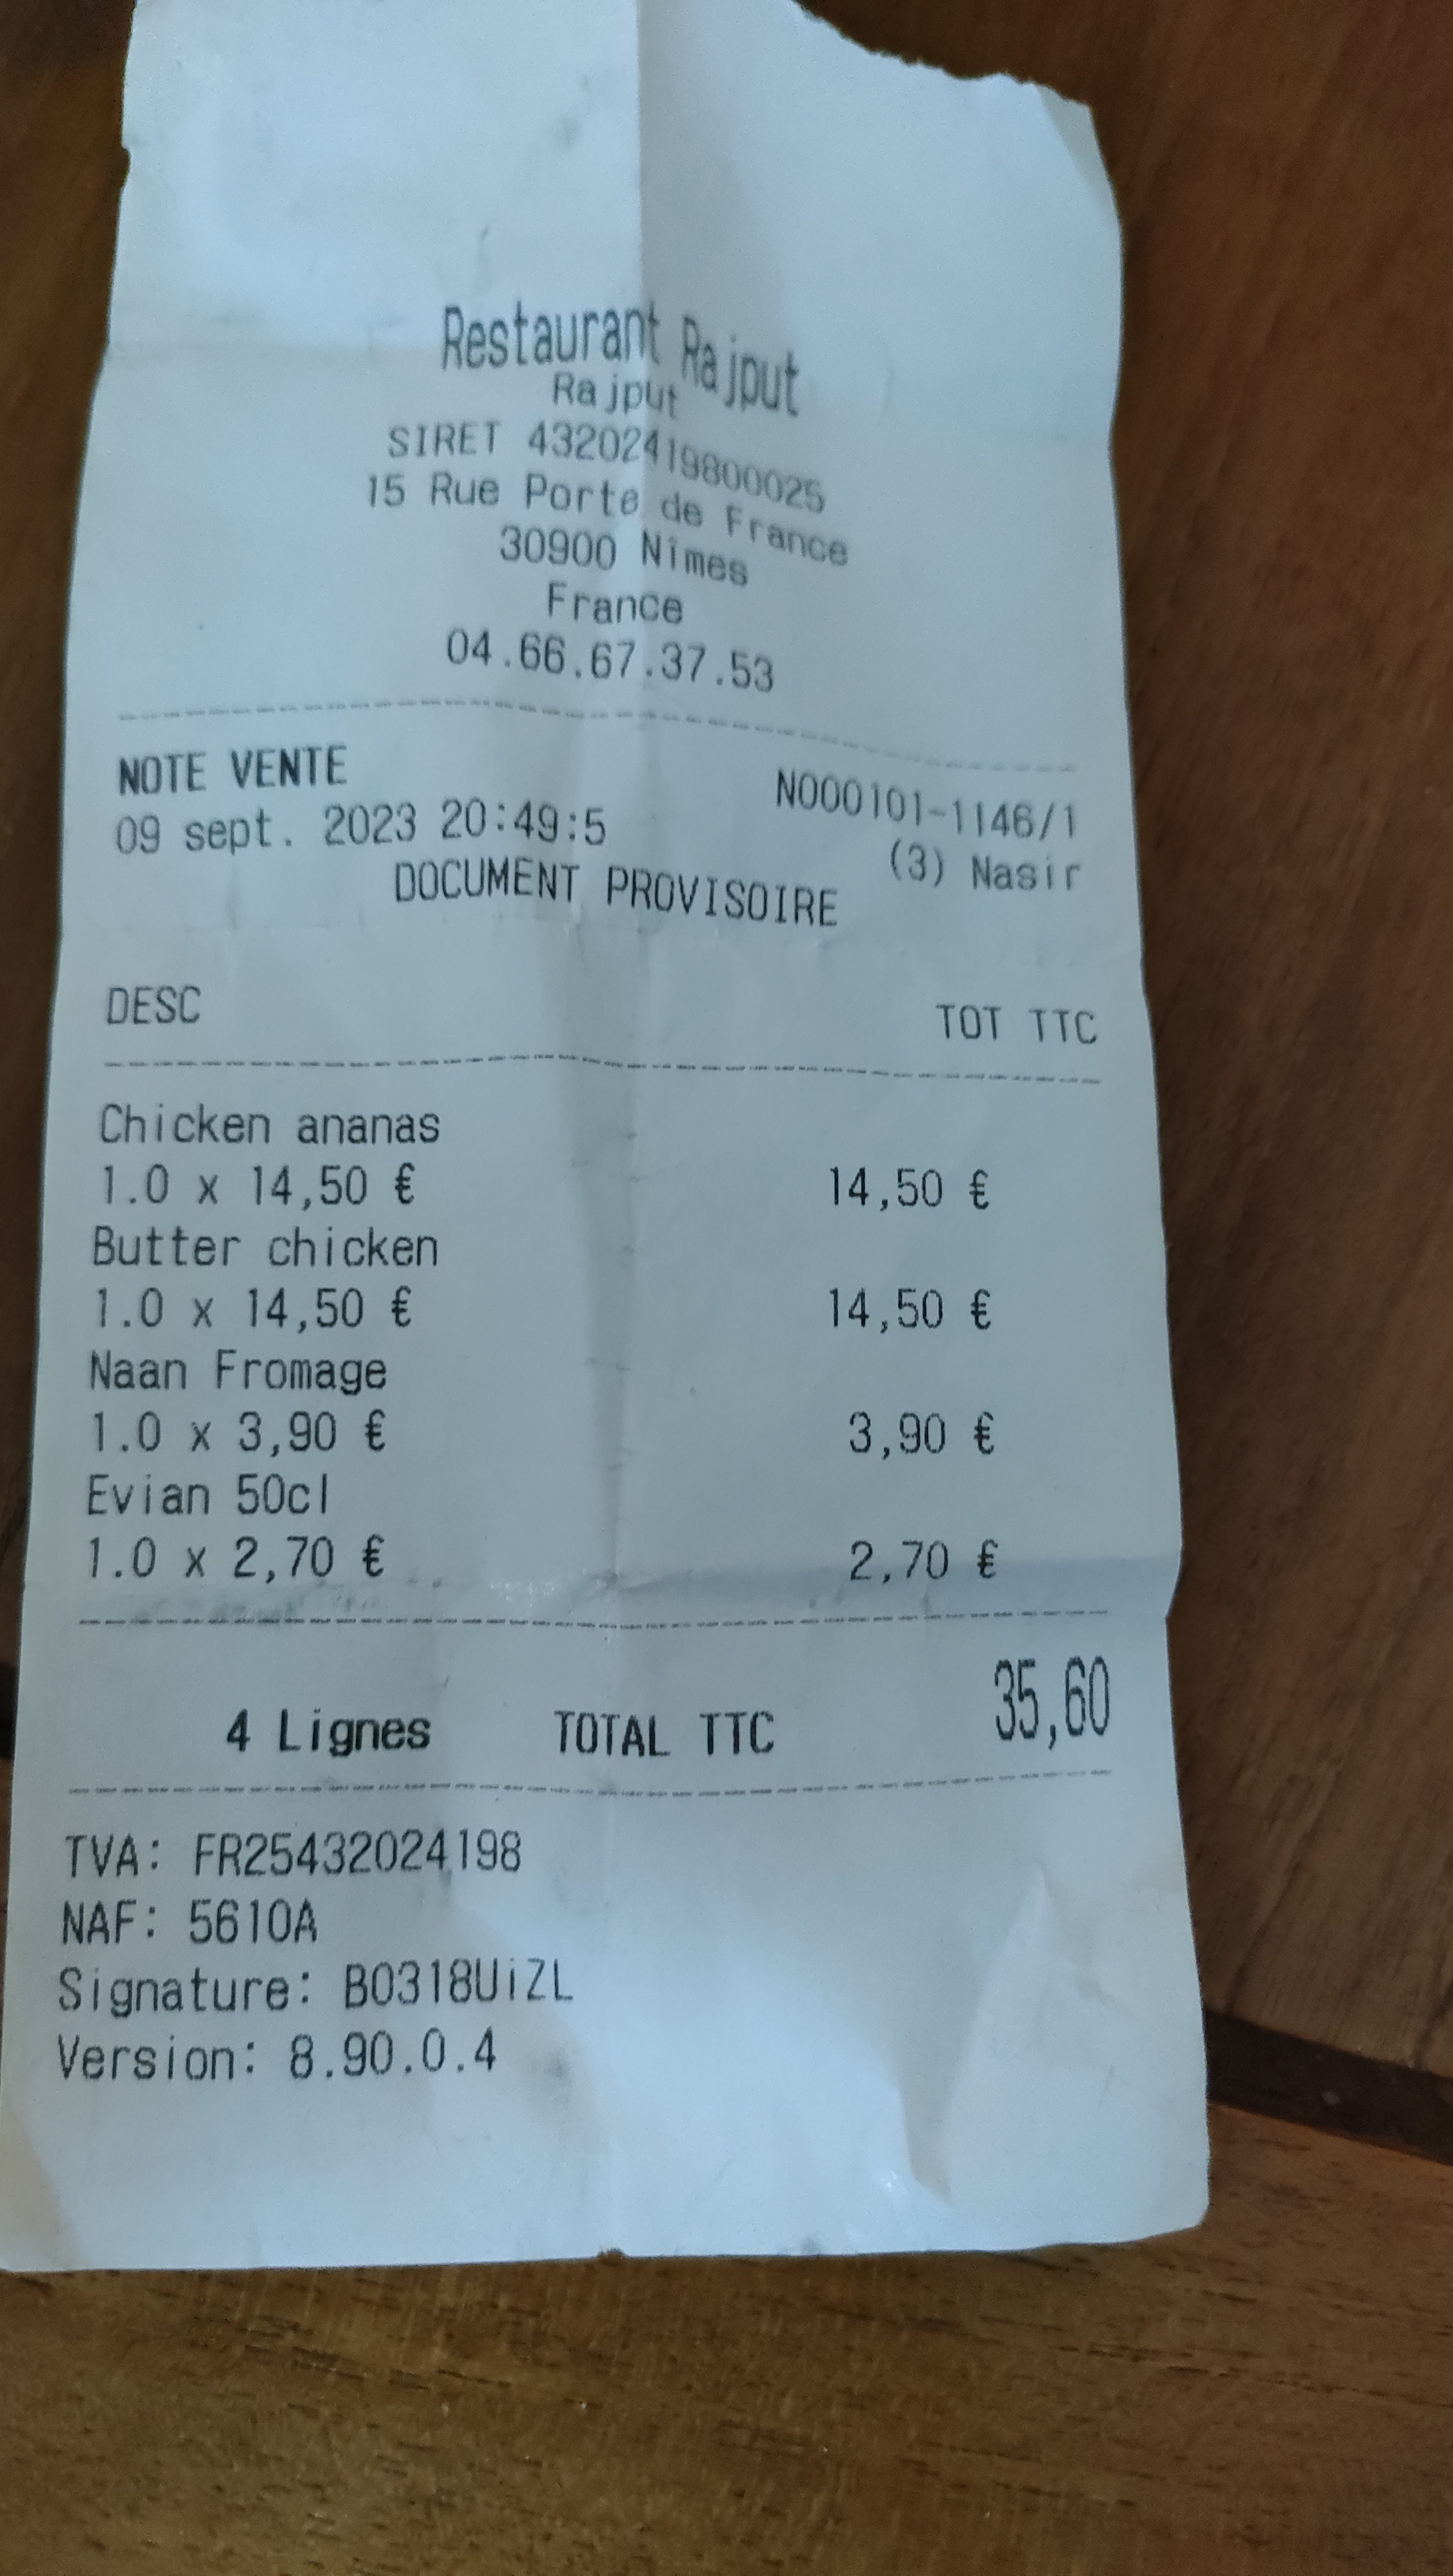 Restaurant Rajput
Rajput
SIRET 43202419800025
15 Rue Porte de France
30900 Nîmes
France
04.66.67.37.53
NOTE VENTE N000101-1146/1
09 sept. 2023 20:49:5 (3) Nasir
DOCUMENT PROVISOIRE
DESC TOT TTC
Chicken ananas
1.0 x 14,50 € 14,50 €
Butter chicken
1.0 x 14,50 € 14,50 €
Naan Fromage
1.0 x 3,90 € 3,90 €
Evian 50cl
1.0 x 2,70 € 2,70 €
4 Lignes TOTAL TTC 35,60
TVA: FR25432024198
NAF: 5610A
Signature: B0318UiZL
Version: 8.90.0.4